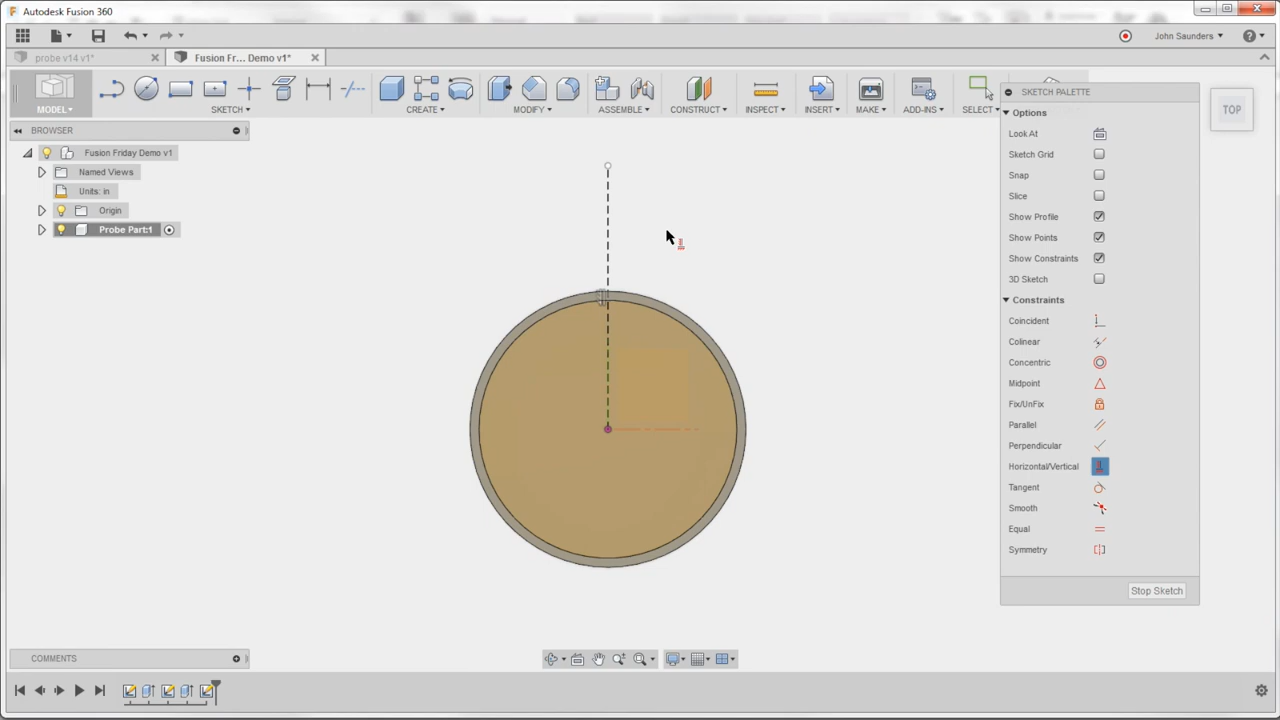 Autodesk Fusion 360
John Saunders
probe v14 v1*
Fusion Fr... Demo v1*
MODEL
SKETCH
CREATE
MODIFY
ASSEMBLE
CONSTRUCT
INSPECT
INSERT
MAKE
ADD-INS
SELECT
SKETCH PALETTE
TOP
Options
BROWSER
Look At
Fusion Friday Demo v1
Sketch Grid
Named Views
Snap
Units: in
Slice
Origin
Show Profile
Probe Part:1
Show Points
Show Constraints
3D Sketch
Constraints
Coincident
Colinear
Concentric
Midpoint
Fix/UnFix
Parallel
Perpendicular
Horizontal/Vertical
Tangent
Smooth
Equal
Symmetry
Stop Sketch
COMMENTS